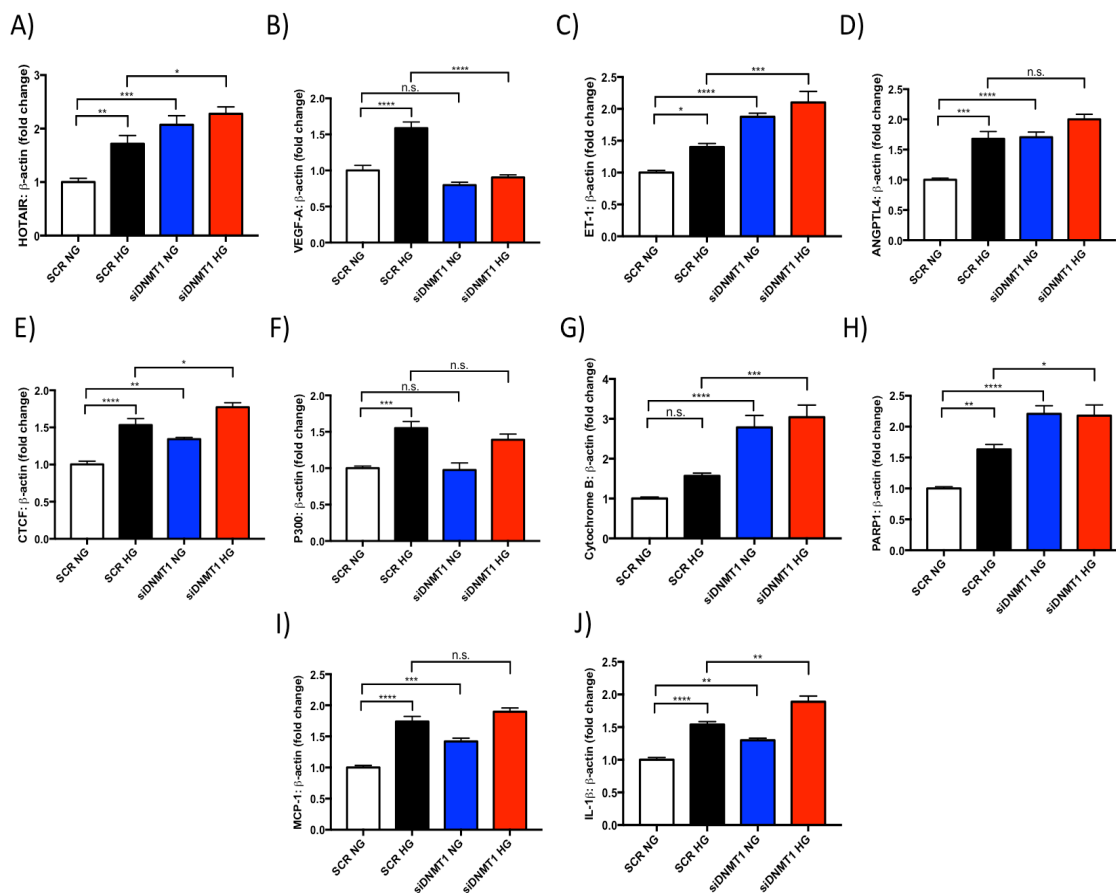 A)
HOTAIR: β-actin (fold change)
3
2
1
0
**
***
*
SCR NG
SCR HG
siDNMT1 NG
siDNMT1 HG
B)
VEGF-A: β-actin (fold change)
2.0
1.5
1.0
0.5
0.0
****
n.s.
****
SCR NG
SCR HG
siDNMT1 NG
siDNMT1 HG
C)
ET-1: β-actin (fold change)
2.5
2.0
1.5
1.0
0.5
0.0
*
****
***
SCR NG
SCR HG
siDNMT1 NG
siDNMT1 HG
D)
ANGPTL4: β-actin (fold change)
2.5
2.0
1.5
1.0
0.5
0.0
***
****
n.s.
SCR NG
SCR HG
siDNMT1 NG
siDNMT1 HG
E)
CTCF: β-actin (fold change)
2.0
1.5
1.0
0.5
0.0
****
**
*
SCR NG
SCR HG
siDNMT1 NG
siDNMT1 HG
F)
P300: β-actin (fold change)
2.0
1.5
1.0
0.5
0.0
***
n.s.
n.s.
SCR NG
SCR HG
siDNMT1 NG
siDNMT1 HG
G)
Cytochrome B: β-actin (fold change)
4
3
2
1
0
n.s.
****
***
SCR NG
SCR HG
siDNMT1 NG
siDNMT1 HG
H)
PARP1: β-actin (fold change)
2.5
2.0
1.5
1.0
0.5
0.0
**
****
*
SCR NG
SCR HG
siDNMT1 NG
siDNMT1 HG
I)
MCP-1: β-actin (fold change)
2.5
2.0
1.5
1.0
0.5
0.0
****
***
n.s.
SCR NG
SCR HG
siDNMT1 NG
siDNMT1 HG
J)
IL-1β: β-actin (fold change)
2.5
2.0
1.5
1.0
0.5
0.0
****
**
**
SCR NG
SCR HG
siDNMT1 NG
siDNMT1 HG